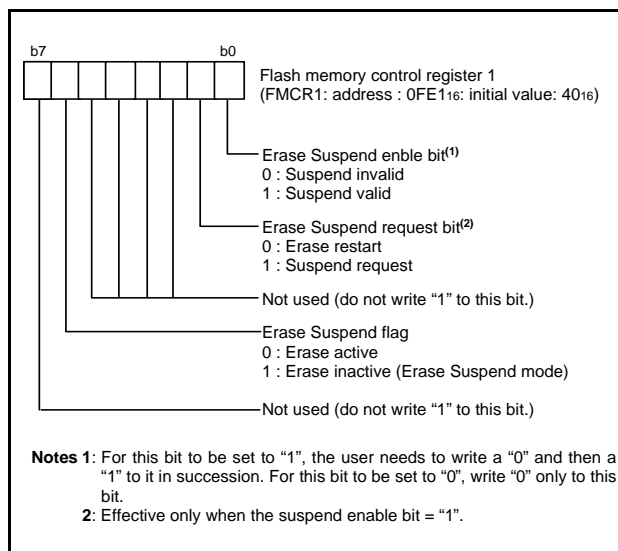 b7 b0
Flash memory control register 1
(FMCR1: address : 0FE116: initial value: 4016)
Erase Suspend enble bit(1)
0 : Suspend invalid
1 : Suspend valid
Erase Suspend request bit(2)
0 : Erase restart
1 : Suspend request
Not used (do not write “1” to this bit.)
Erase Suspend flag
0 : Erase active
1 : Erase inactive (Erase Suspend mode)
Not used (do not write “1” to this bit.)
Notes 1: For this bit to be set to “1”, the user needs to write a “0” and then a
“1” to it in succession. For this bit to be set to “0”, write “0” only to this
bit.
2: Effective only when the suspend enable bit = “1”.